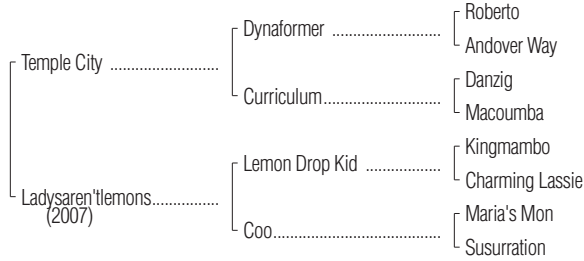 Roberto
Dynaformer ..........................
Andover Way
Temple City ..........................
Danzig
Curriculum............................
Macoumba
Kingmambo
Lemon Drop Kid ..................
Charming Lassie
Ladysaren'tlemons................
(2007)
Maria's Mon
Coo........................................
Susurration